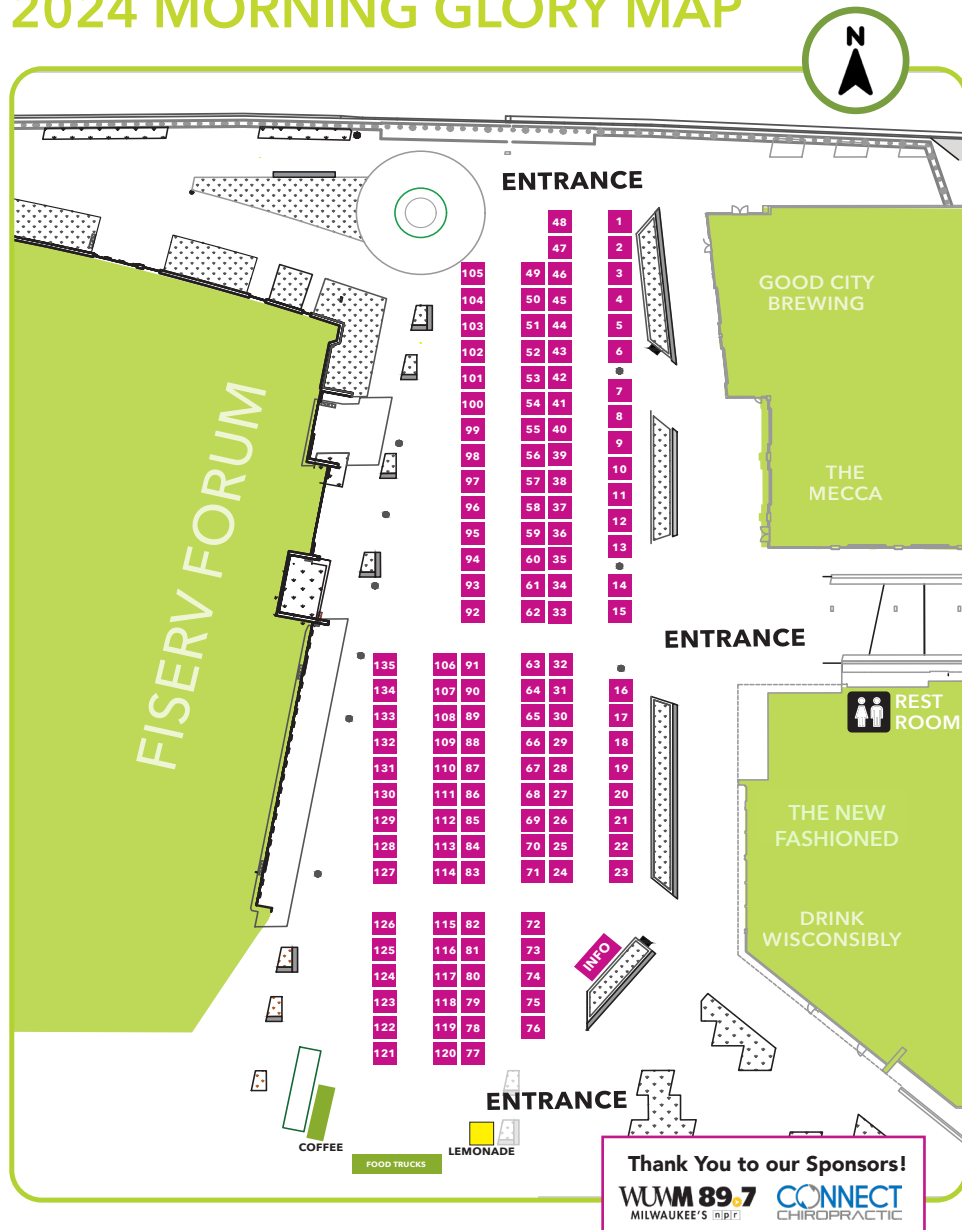 2024 MORNING GLORY MAP
N
ENTRANCE
48 1
47 2
105 49 46 3
104 50 45 4
103 51 44 5
102 52 43 6
101 53 42 7
100 54 41 8
99 55 40 9
98 56 39 10
97 57 38 11
96 58 37 12
95 59 36 13
94 60 35
93 61 34 14
92 62 33 15
GOOD CITY
BREWING
THE
MECCA
FISERV FORUM
ENTRANCE
135 106 91 63 32
134 107 90 64 31 16
133 108 89 65 30 17
132 109 88 66 29 18
131 110 87 67 28 19
130 111 86 68 27 20
129 112 85 69 26 21
128 113 84 70 25 22
127 114 83 71 24 23
REST
ROOM
THE NEW
FASHIONED
DRINK
WISCONSIBLY
126 115 82 72
125 116 81 73
124 117 80 74
123 118 79 75
122 119 78 76
121 120 77
INFO
ENTRANCE
COFFEE
LEMONADE
FOOD TRUCKS
Thank You to our Sponsors!
WUWM 89.7
MILWAUKEE'S npr
CONNECT
CHIROPRACTIC